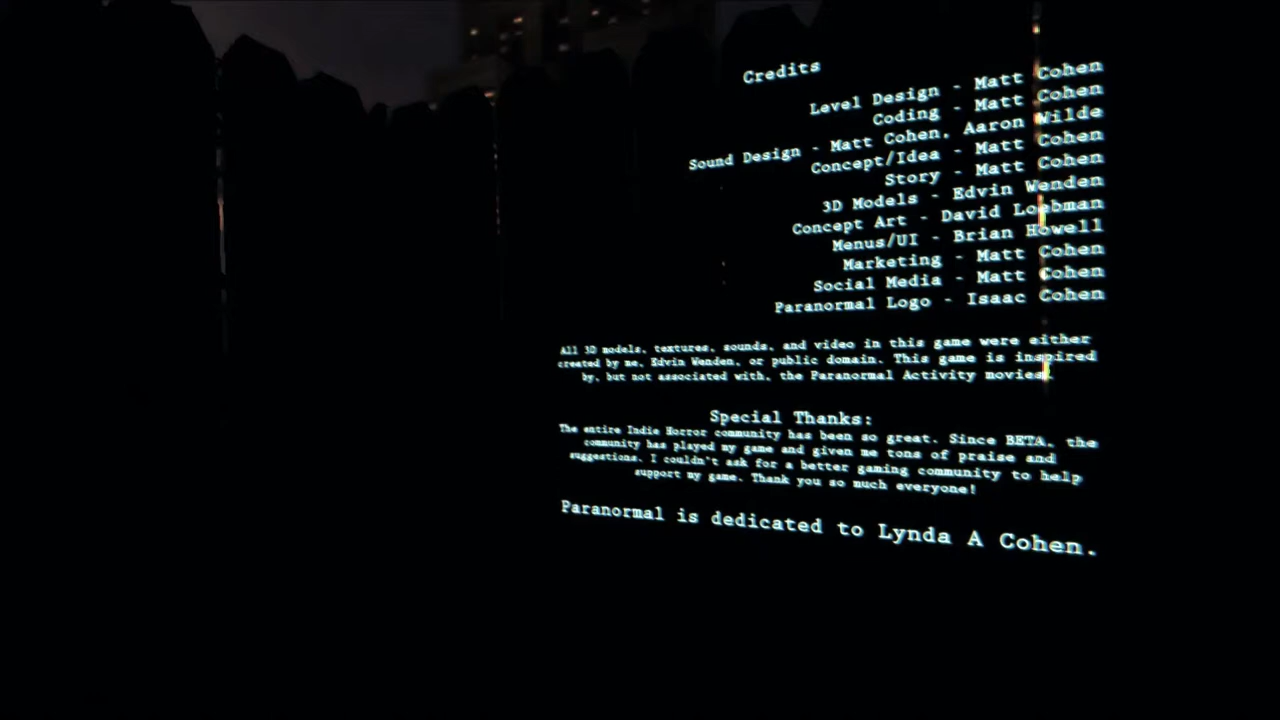 Credits
Level Design - Matt Cohen
Coding - Matt Cohen
Sound Design - Matt Cohen, Aaron Wilde
Concept/Idea - Matt Cohen
Story - Matt Cohen
3D Models - Edvin Wenden
Concept Art - David Loebman
Menus/UI - Brian Howell
Marketing - Matt Cohen
Social Media - Matt Cohen
Paranormal Logo - Isaac Cohen
All 3D models, textures, sounds, and video in this game were either
created by me, Edvin Wenden, or public domain. This game is inspired
by, but not associated with, the Paranormal Activity movies.
Special Thanks:
The entire Indie Horror community has been so great. Since BETA, the
community has played my game and given me tons of praise and
suggestions. I couldn't ask for a better gaming community to help
support my game. Thank you so much everyone!
Paranormal is dedicated to Lynda A Cohen.